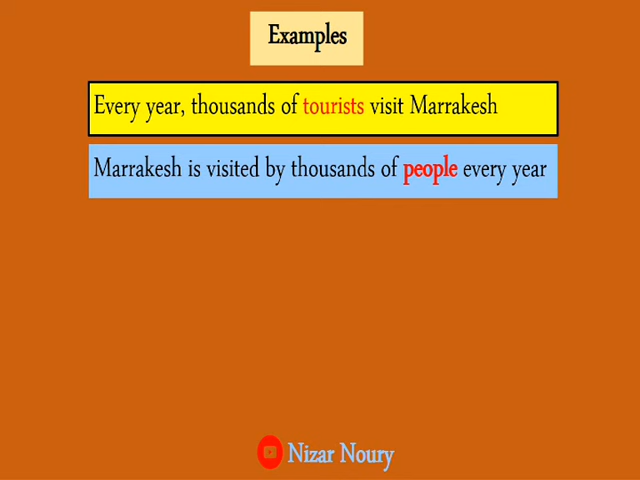 Examples
Every year, thousands of tourists visit Marrakesh
Marrakesh is visited by thousands of people every year
Nizar Noury